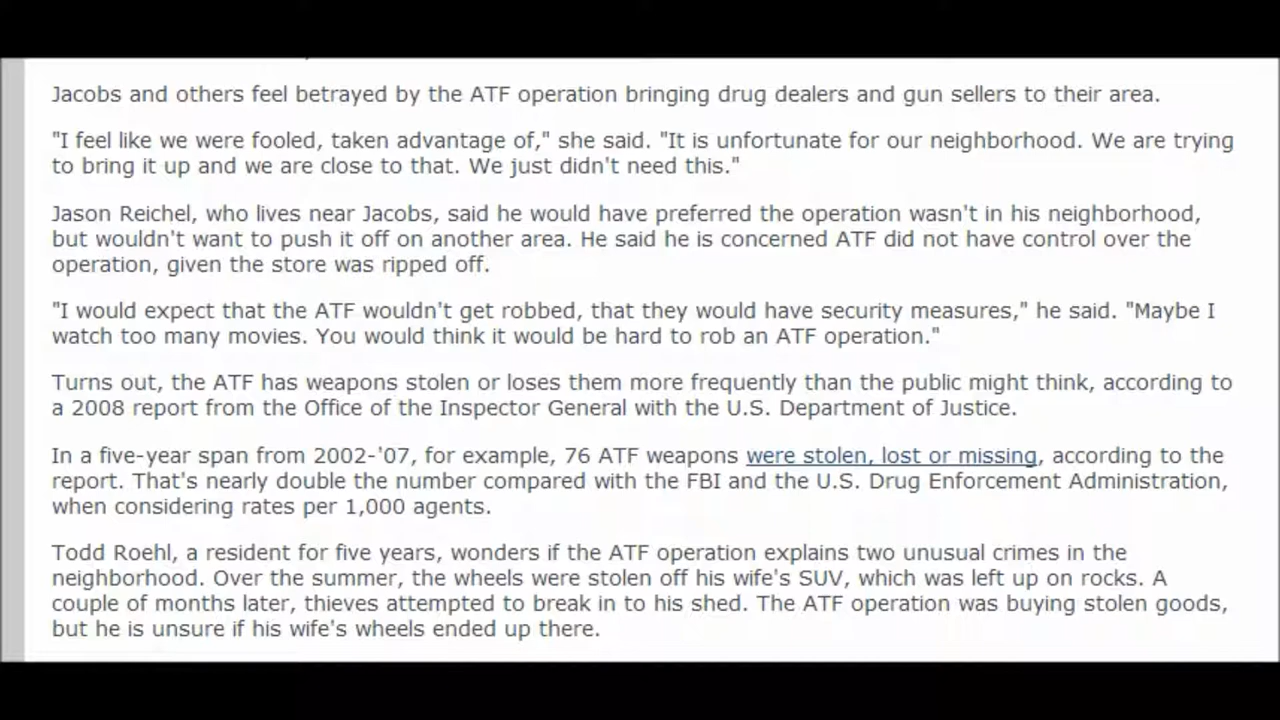 Jacobs and others feel betrayed by the ATF operation bringing drug dealers and gun sellers to their area.
"I feel like we were fooled, taken advantage of," she said. "It is unfortunate for our neighborhood. We are trying
to bring it up and we are close to that. We just didn't need this."
Jason Reichel, who lives near Jacobs, said he would have preferred the operation wasn't in his neighborhood,
but wouldn't want to push it off on another area. He said he is concerned ATF did not have control over the
operation, given the store was ripped off.
"I would expect that the ATF wouldn't get robbed, that they would have security measures," he said. "Maybe I
watch too many movies. You would think it would be hard to rob an ATF operation."
Turns out, the ATF has weapons stolen or loses them more frequently than the public might think, according to
a 2008 report from the Office of the Inspector General with the U.S. Department of Justice.
In a five-year span from 2002-'07, for example, 76 ATF weapons were stolen, lost or missing, according to the
report. That's nearly double the number compared with the FBI and the U.S. Drug Enforcement Administration,
when considering rates per 1,000 agents.
Todd Roehl, a resident for five years, wonders if the ATF operation explains two unusual crimes in the
neighborhood. Over the summer, the wheels were stolen off his wife's SUV, which was left up on rocks. A
couple of months later, thieves attempted to break in to his shed. The ATF operation was buying stolen goods,
but he is unsure if his wife's wheels ended up there.